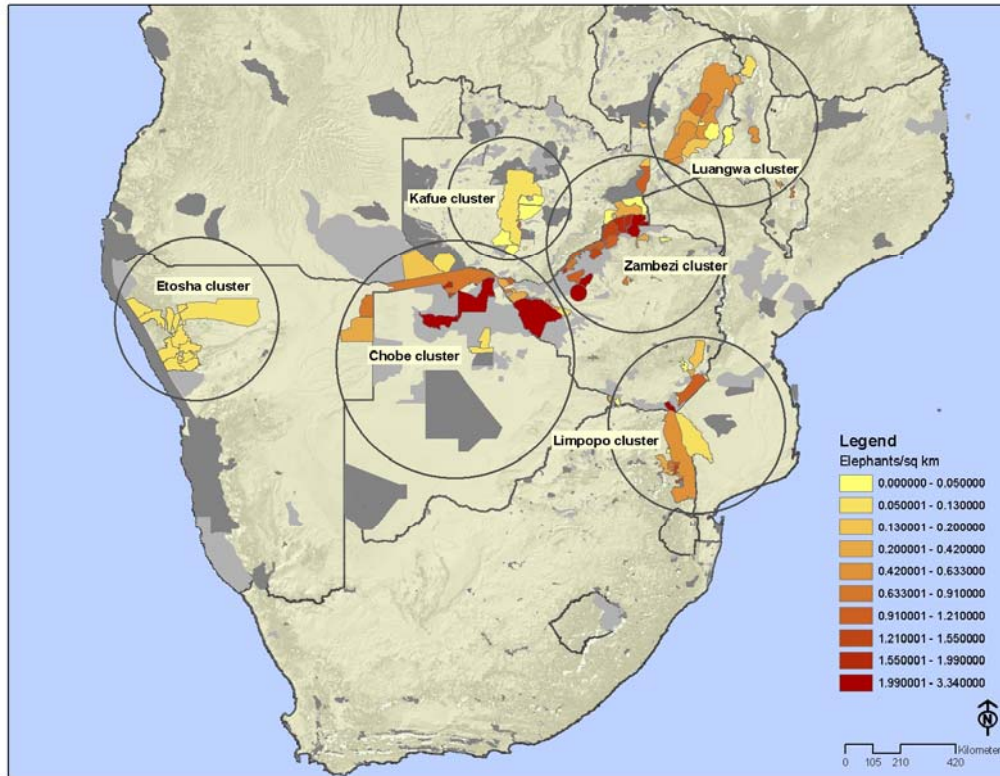 Luangwa cluster
Kafue cluster
Zambezi cluster
Etosha cluster
Chobe cluster
Limpopo cluster
Legend
Elephants/sq km
0.000000 - 0.050000
0.050001 - 0.130000
0.130001 - 0.200000
0.200001 - 0.420000
0.420001 - 0.633000
0.633001 - 0.910000
0.910001 - 1.210000
1.210001 - 1.550000
1.550001 - 1.990000
1.990001 - 3.340000
N
Kilometer
0 105 210 420